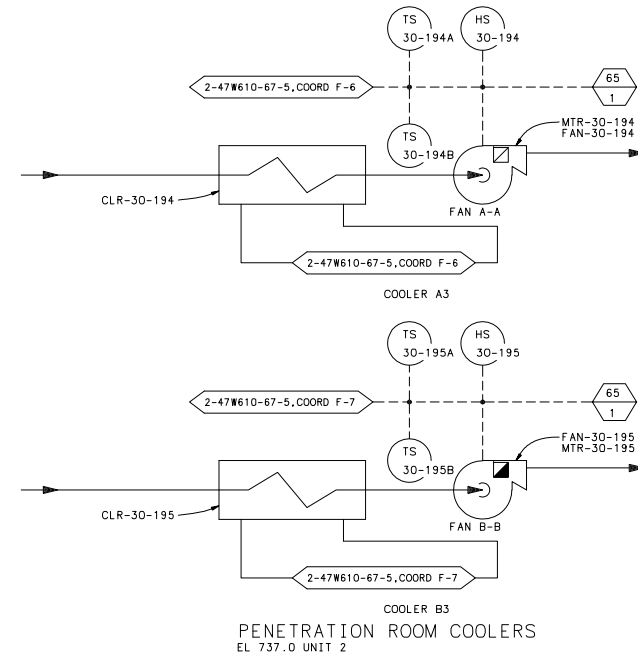 TS
30-194A
HS
30-194
2-47W610-67-5,COORD F-6
65
1
TS
30-194B
MTR-30-194
FAN-30-194
CLR-30-194
FAN A-A
2-47W610-67-5,COORD F-6
COOLER A3
TS
30-195A
HS
30-195
2-47W610-67-5,COORD F-7
65
1
TS
30-195B
FAN-30-195
MTR-30-195
CLR-30-195
FAN B-B
2-47W610-67-5,COORD F-7
COOLER B3
PENETRATION ROOM COOLERS
EL 737.0 UNIT 2